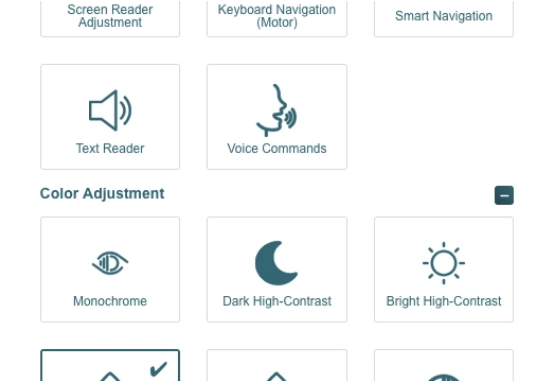 Screen Reader
Adjustment
Keyboard Navigation
(Motor)
Smart Navigation
Text Reader
Voice Commands
Color Adjustment
Monochrome
Dark High-Contrast
Bright High-Contrast